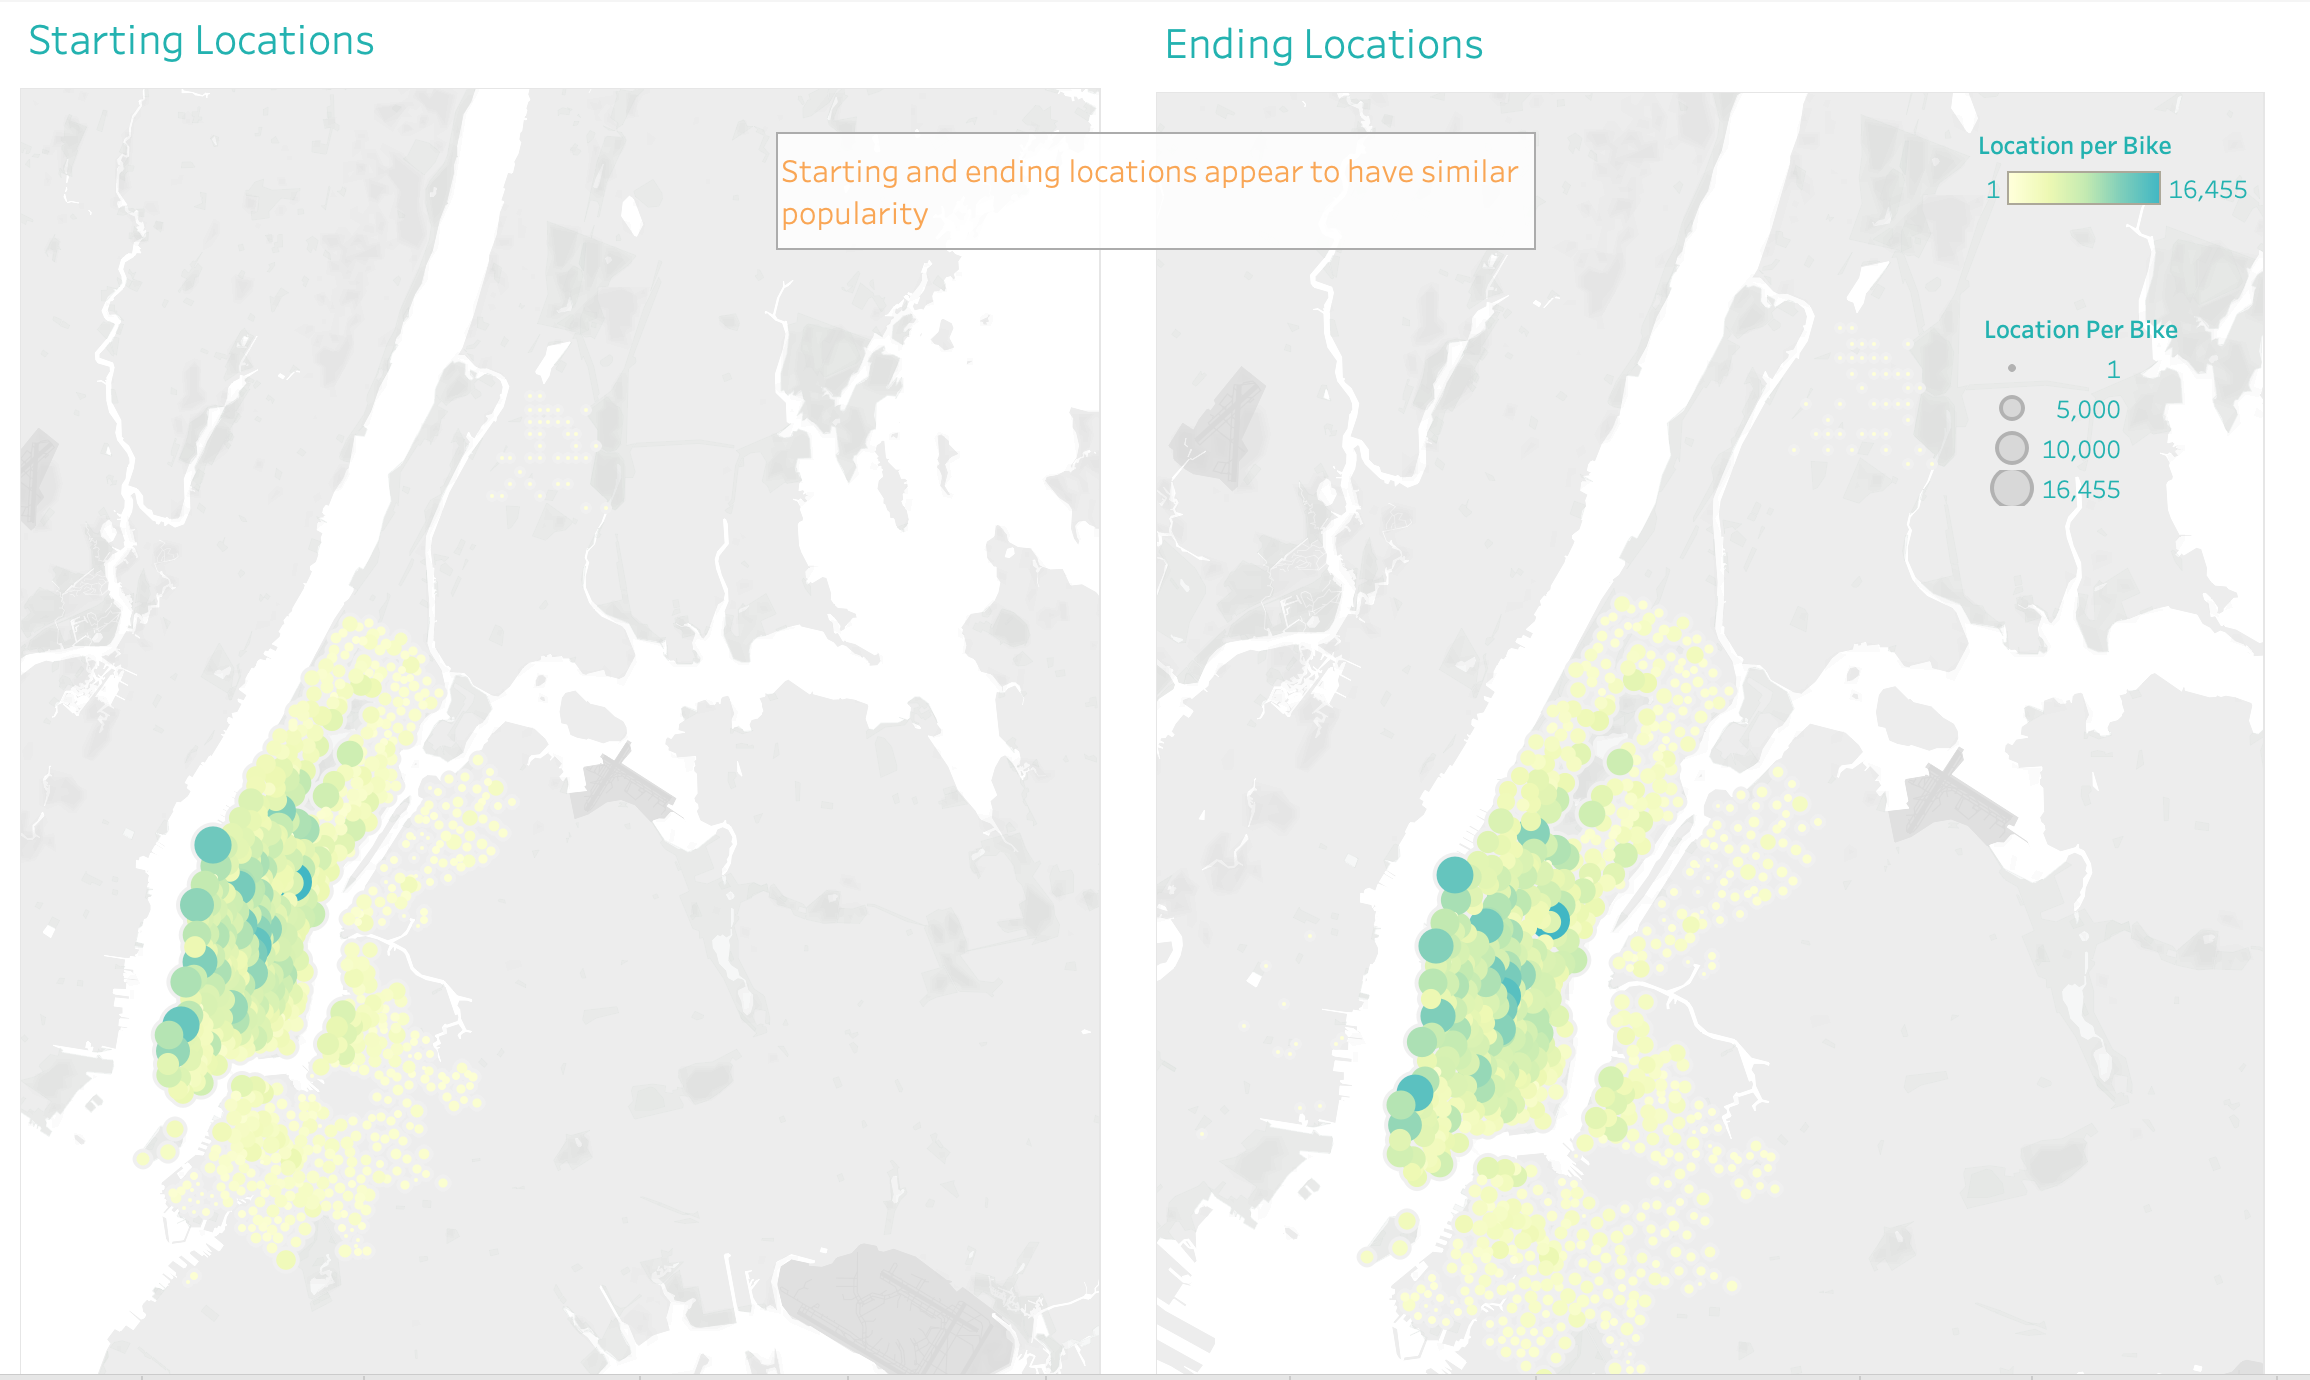 Starting Locations
Ending Locations
Starting and ending locations appear to have similar
popularity
Location per Bike
1 16,455
Location Per Bike
1
5,000
10,000
16,455